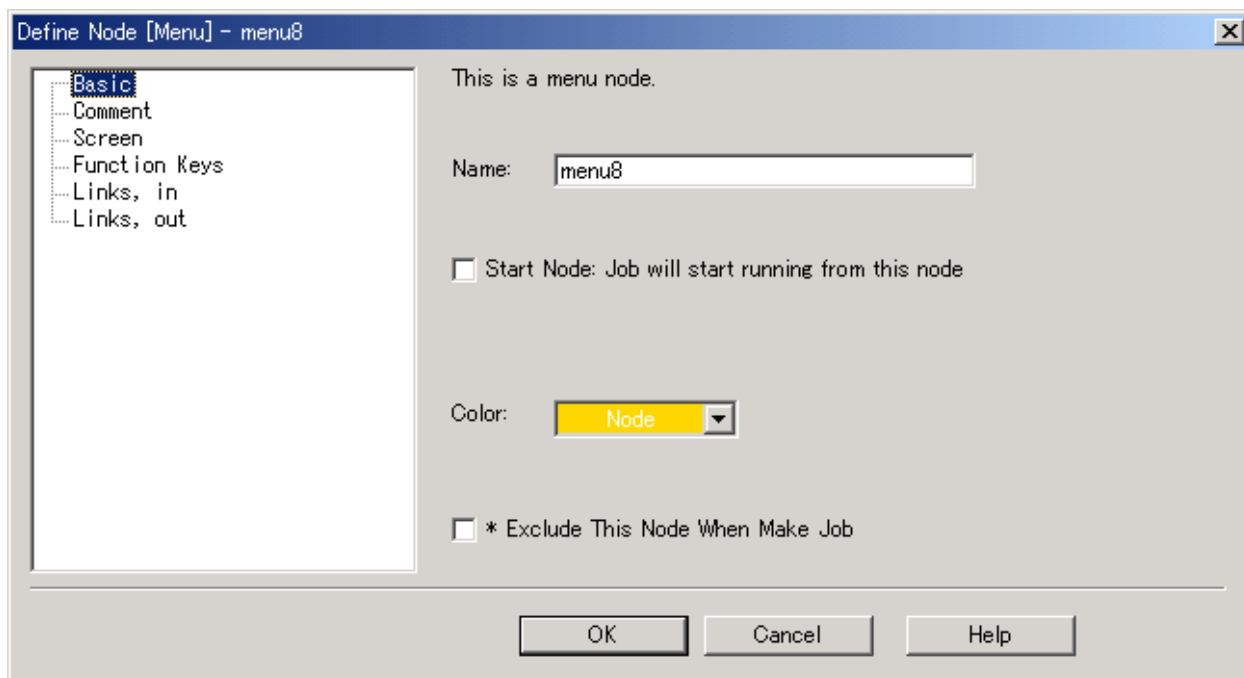 Define Node [Menu] - menu8
Basic
Comment
Screen
Function Keys
Links, in
Links, out
This is a menu node.
Name: menu8
Start Node: Job will start running from this node
Color: Node
* Exclude This Node When Make Job
OK Cancel Help